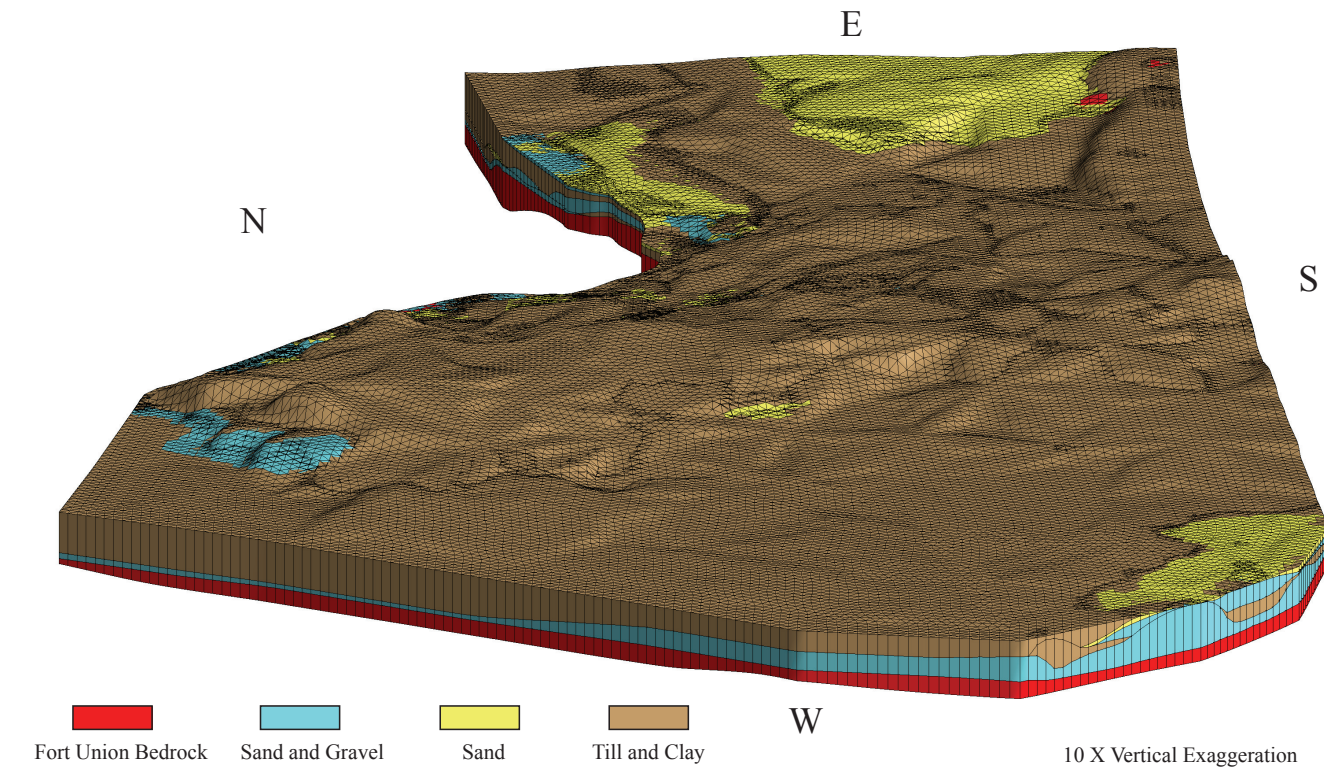 E
N
S
W
Fort Union Bedrock
Sand and Gravel
Sand
Till and Clay
10 X Vertical Exaggeration